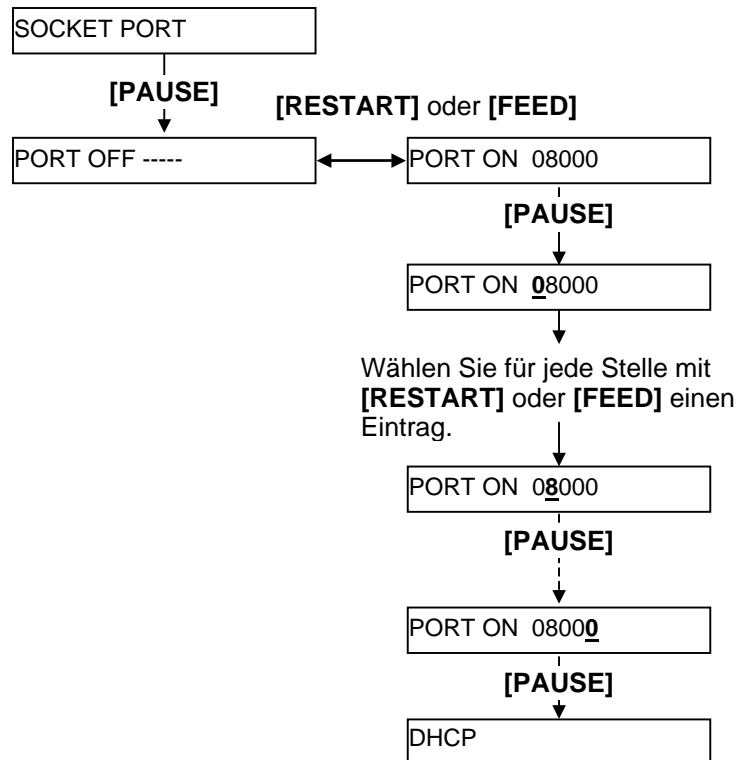 SOCKET PORT
[PAUSE]
[RESTART] oder [FEED]
PORT OFF -----
PORT ON 08000
[PAUSE]
PORT ON 08000
Wählen Sie für jede Stelle mit
[RESTART] oder [FEED] einen
Eintrag.
PORT ON 08000
[PAUSE]
PORT ON 08000
[PAUSE]
DHCP